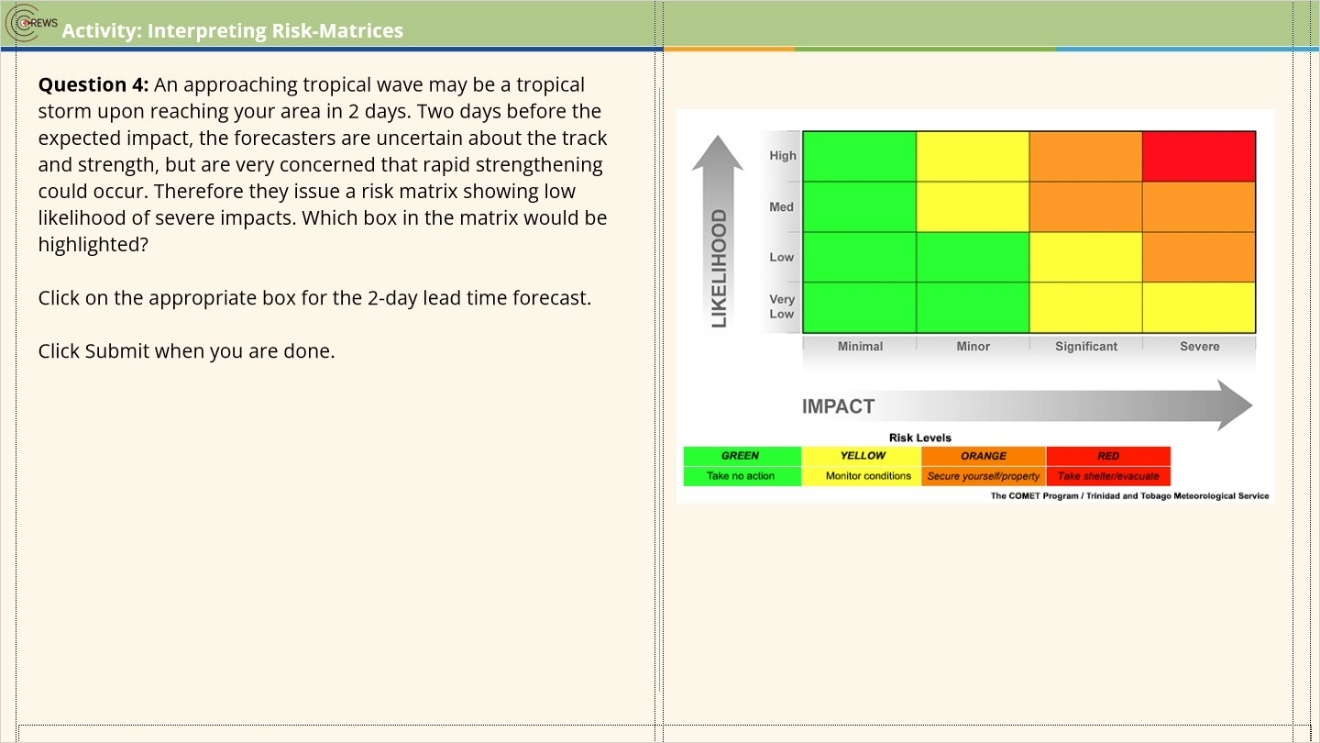 C-REWS
Activity: Interpreting Risk-Matrices
Question 4: An approaching tropical wave may be a tropical
storm upon reaching your area in 2 days. Two days before the
expected impact, the forecasters are uncertain about the track
and strength, but are very concerned that rapid strengthening
could occur. Therefore they issue a risk matrix showing low
likelihood of severe impacts. Which box in the matrix would be
highlighted?
Click on the appropriate box for the 2-day lead time forecast.
Click Submit when you are done.
LIKELIHOOD
High
Med
Low
Very
Low
Minimal Minor Significant Severe
IMPACT
Risk Levels
GREEN YELLOW ORANGE RED
Take no action Monitor conditions Secure yourself/property Take shelter/evacuate
The COMET Program / Trinidad and Tobago Meteorological Service